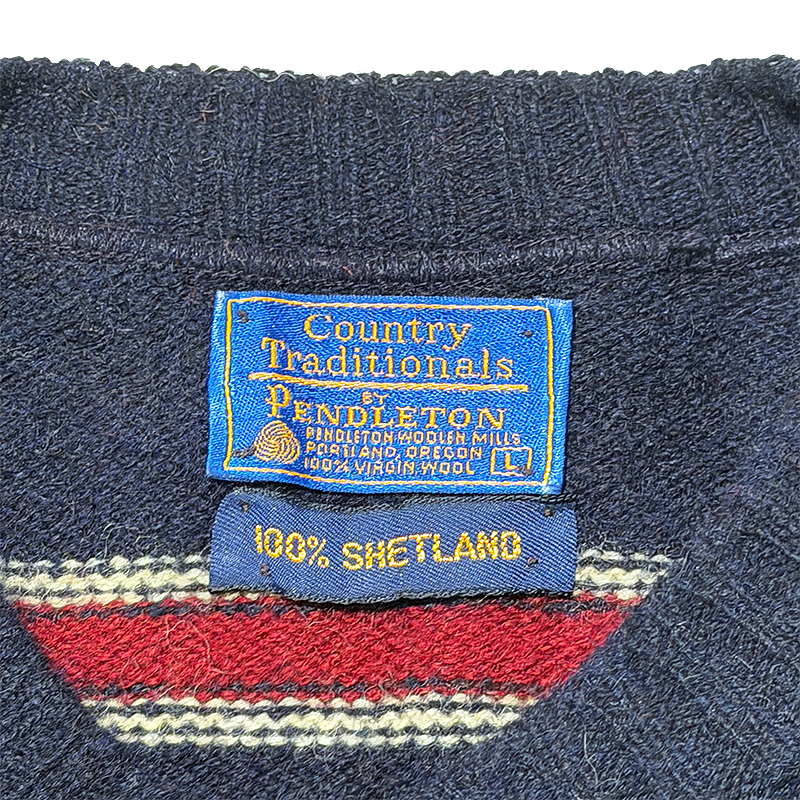 Country
Traditionals
BY
PENDLETON
PENDLETON WOOLEN MILLS
PORTLAND, OREGON
100% VIRGIN WOOL L
100% SHETLAND